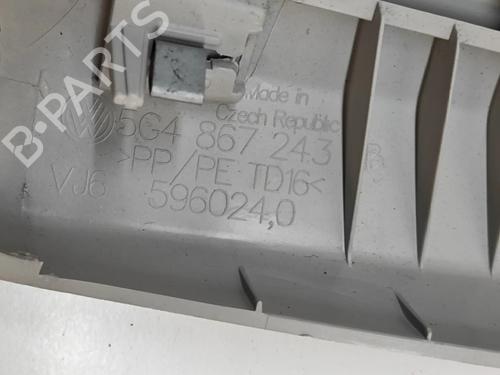 B-PARTS
Made in
Czech Republic
5G4 867 243
>PP/PE TD16<
VJ6
596024,0